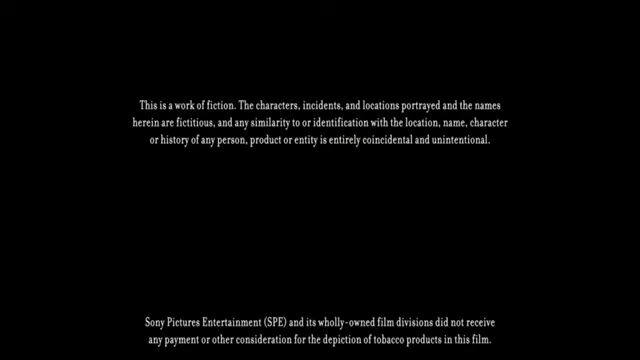 This is a work of fiction. The characters, incidents, and locations portrayed and the names
herein are fictitious, and any similarity to or identification with the location, name, character
or history of any person, product or entity is entirely coincidental and unintentional.
Sony Pictures Entertainment (SPE) and its wholly-owned film divisions did not receive
any payment or other consideration for the depiction of tobacco products in this film.